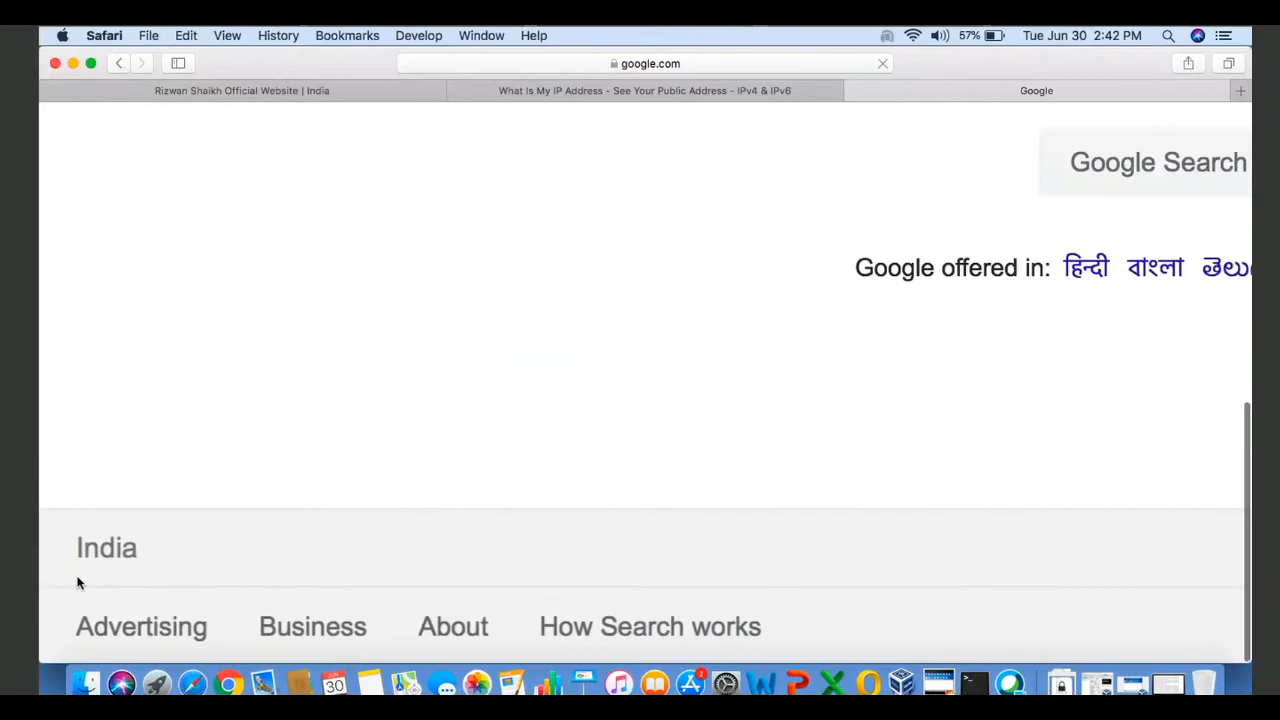 Safari File Edit View History Bookmarks Develop Window Help 57% Tue Jun 30 2:42 PM
google.com
Rizwan Shaikh Official Website | India What Is My IP Address - See Your Public Address - IPv4 & IPv6 Google
Google Search
Google offered in: हिन्दी বাংলা
India
Advertising Business About How Search works
30 2